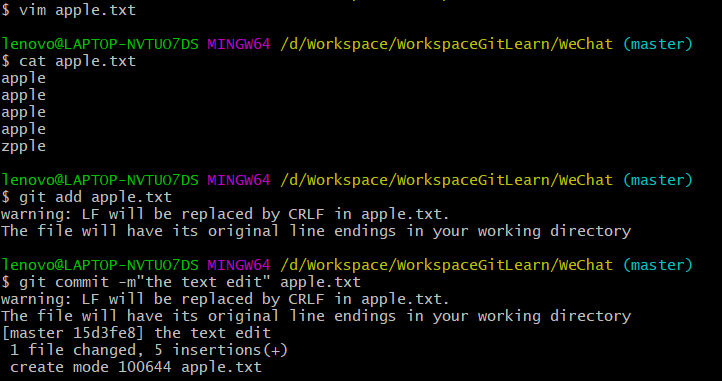 $ vim apple.txt
lenovo@LAPTOP-NVTUO7DS MINGW64 /d/Workspace/WorkspaceGitLearn/WeChat (master)
$ cat apple.txt
apple
apple
apple
apple
zpple
lenovo@LAPTOP-NVTUO7DS MINGW64 /d/Workspace/WorkspaceGitLearn/WeChat (master)
$ git add apple.txt
warning: LF will be replaced by CRLF in apple.txt.
The file will have its original line endings in your working directory
lenovo@LAPTOP-NVTUO7DS MINGW64 /d/Workspace/WorkspaceGitLearn/WeChat (master)
$ git commit -m"the text edit" apple.txt
warning: LF will be replaced by CRLF in apple.txt.
The file will have its original line endings in your working directory
[master 15d3fe8] the text edit
 1 file changed, 5 insertions(+)
 create mode 100644 apple.txt